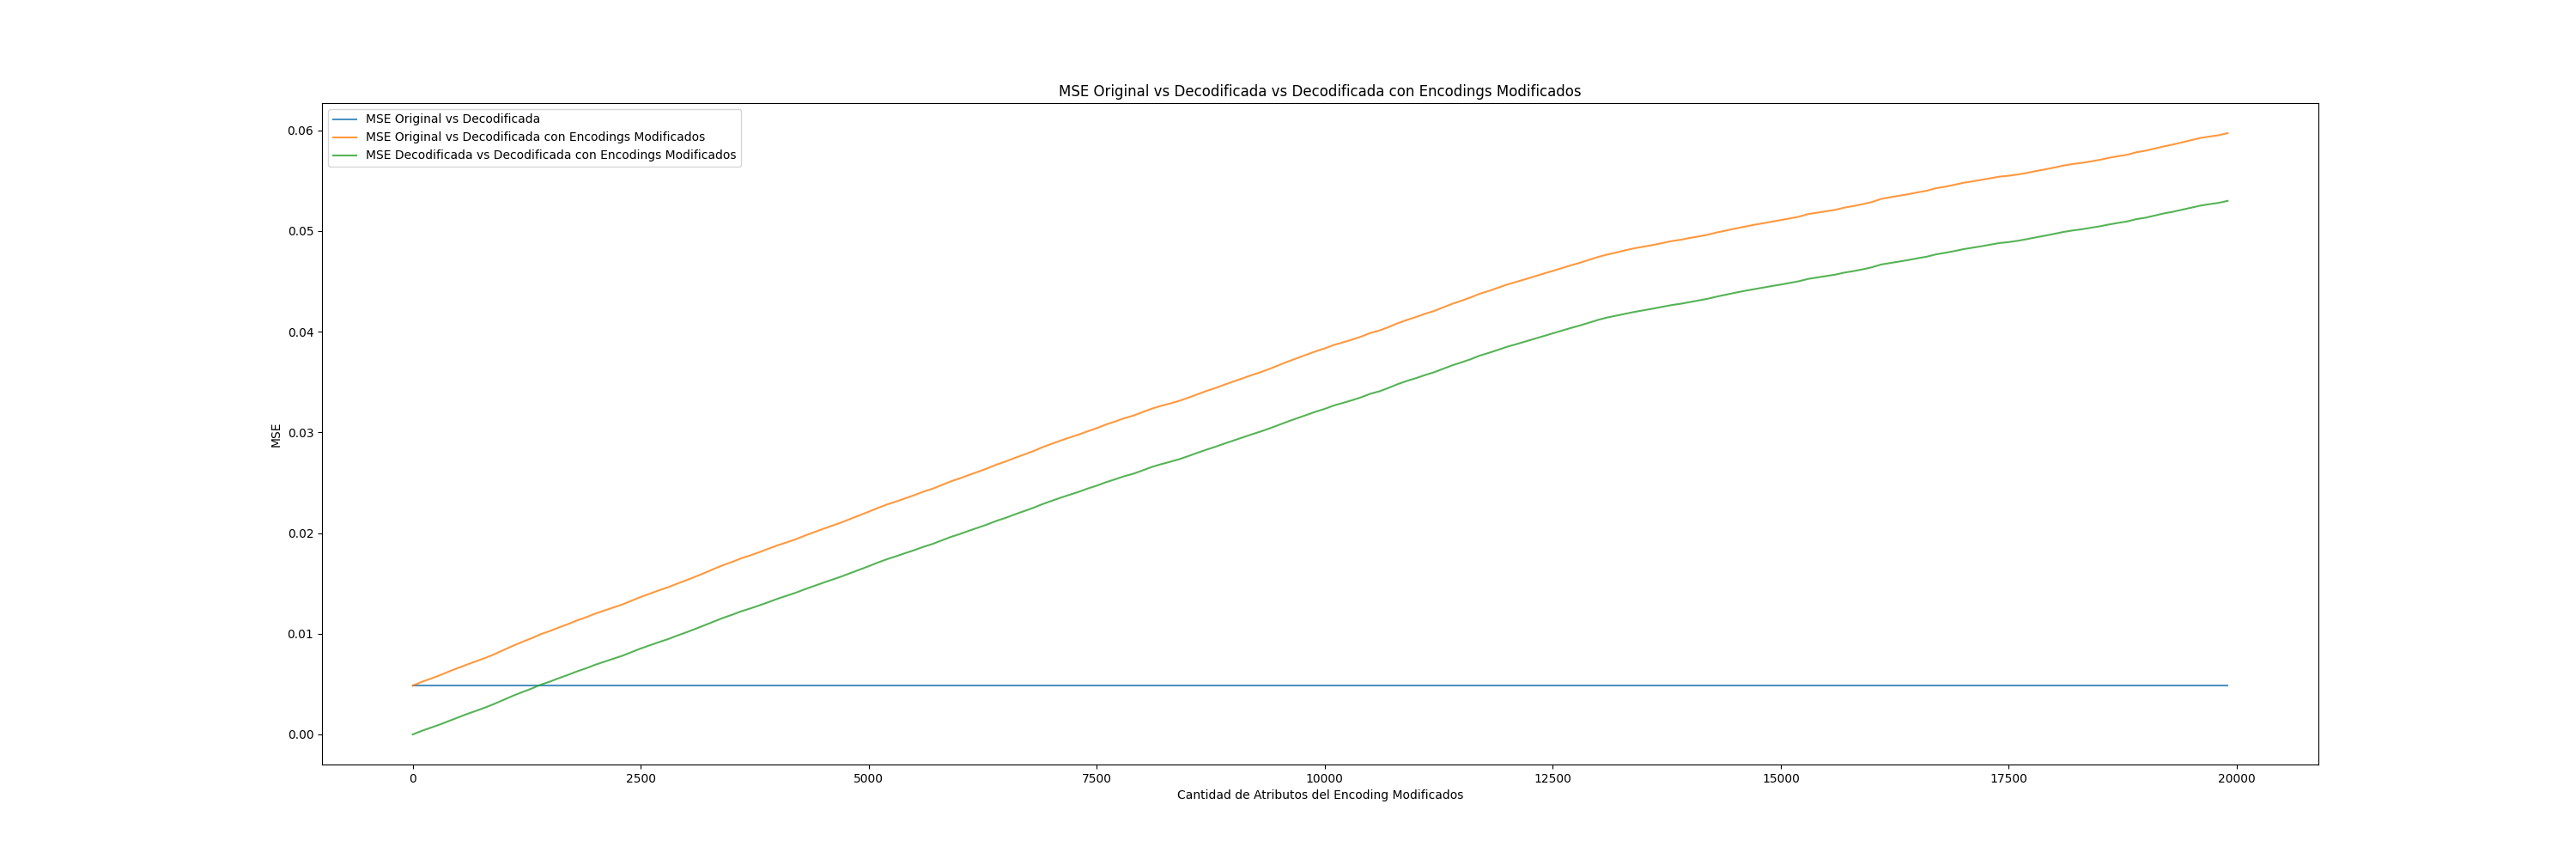 MSE Original vs Decodificada vs Decodificada con Encodings Modificados
MSE Original vs Decodificada
MSE Original vs Decodificada con Encodings Modificados
MSE Decodificada vs Decodificada con Encodings Modificados
0.06
0.05
0.04
0.03
0.02
0.01
0.00
MSE
0 2500 5000 7500 10000 12500 15000 17500 20000
Cantidad de Atributos del Encoding Modificados